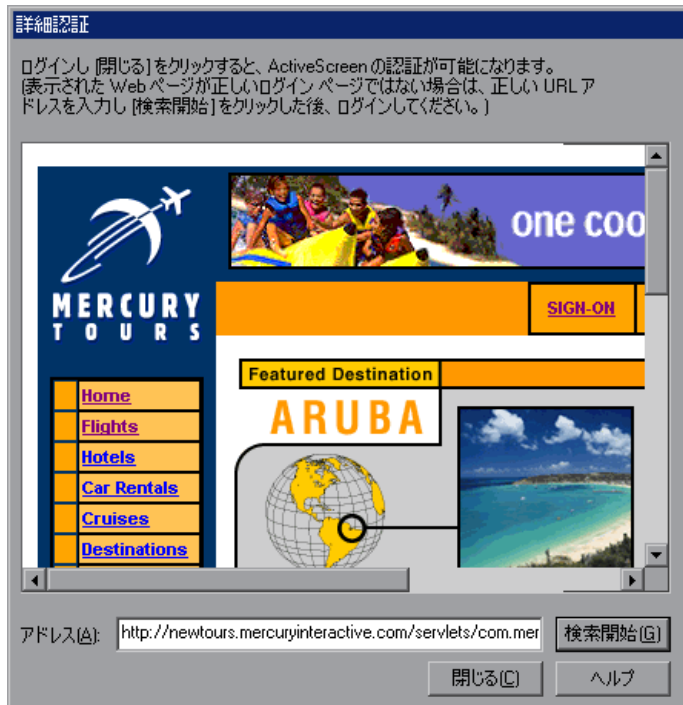 詳細認証
ログインし [閉じる] をクリックすると、ActiveScreen の認証が可能になります。
(表示された Web ページが正しいログイン ページではない場合は、正しい URL ア
ドレスを入力し [検索開始] をクリックした後、ログインしてください。)
one coo
MERCURY
TOURS
SIGN-ON
Featured Destination
ARUBA
Home
Flights
Hotels
Car Rentals
Cruises
Destinations
アドレス(A):
http://newtours.mercuryinteractive.com/servlets/com.mer
検索開始(G)
閉じる(C)
ヘルプ